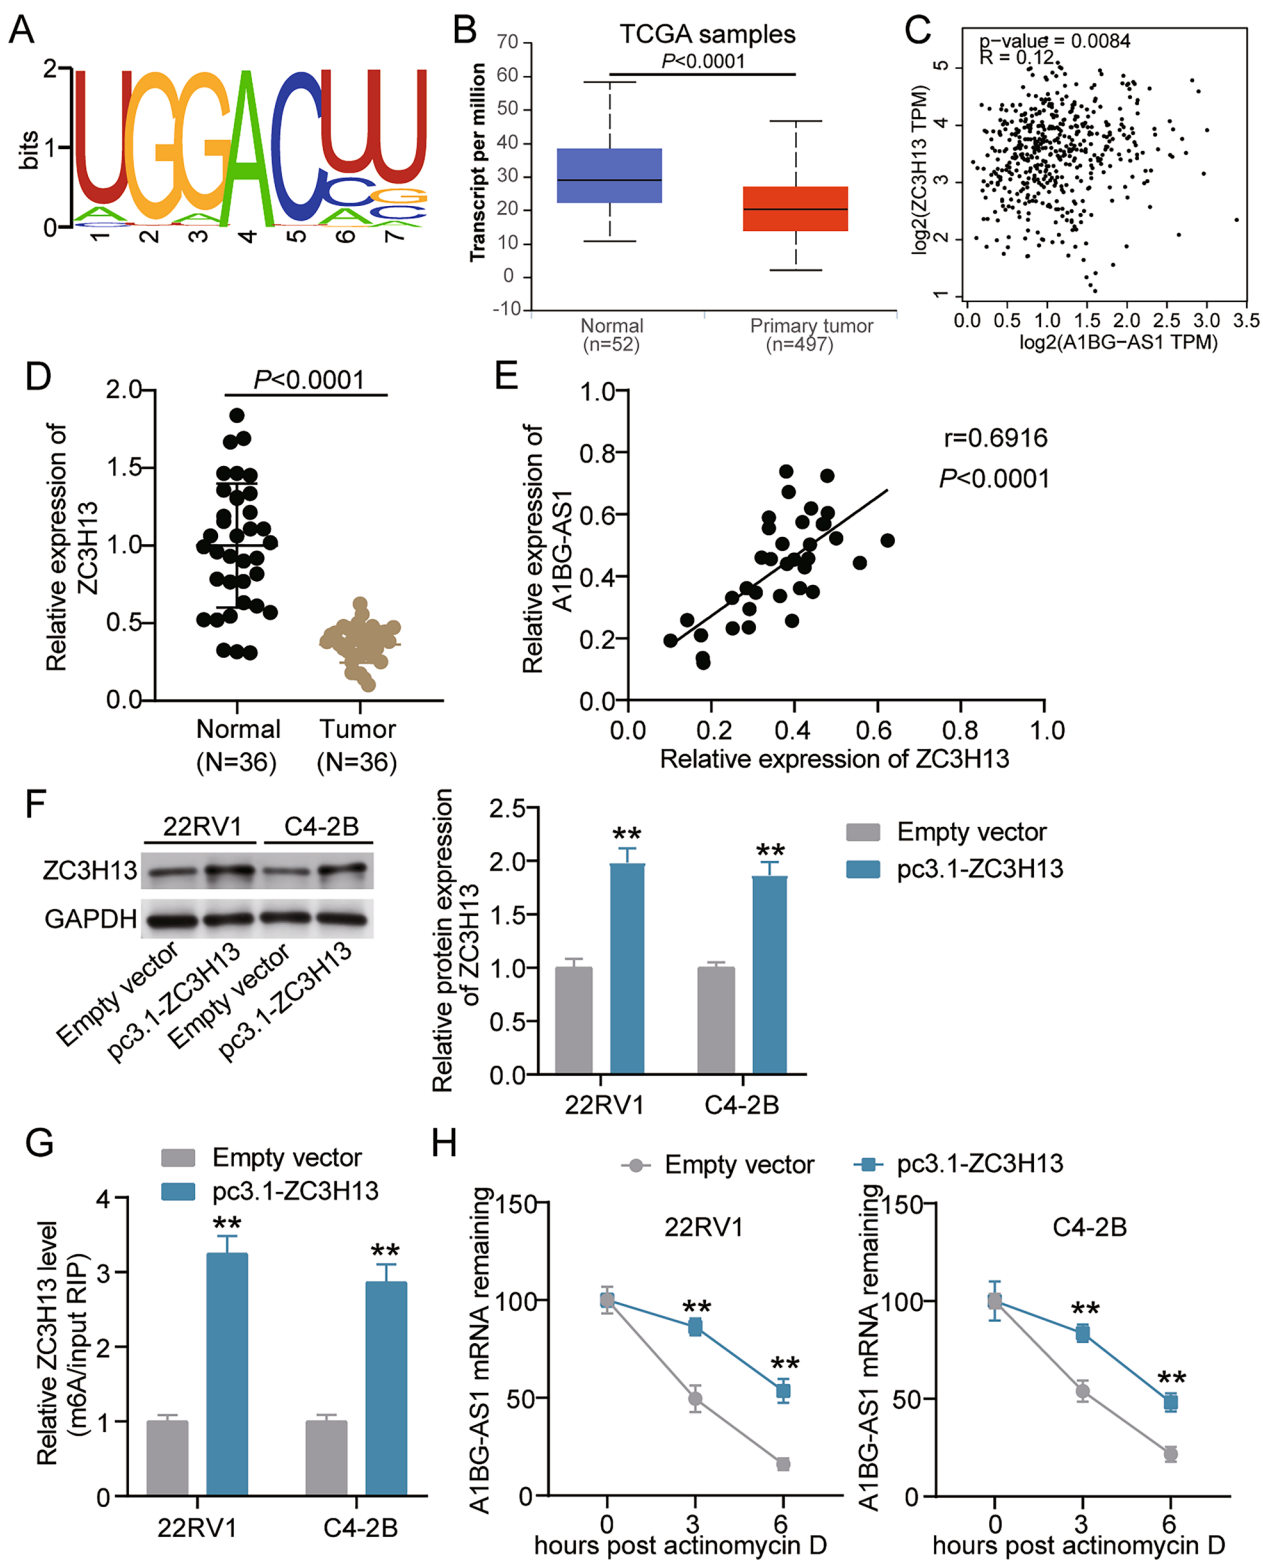 A
2
bits
1
0
UGGACUU
A
A
C
A
G
C
1 2 3 4 5 6 7
B
TCGA samples
P<0.0001
Transcript per million
70
60
50
40
30
20
10
0
-10
Normal
(n=52)
Primary tumor
(n=497)
C
p−value = 0.0084
R = 0.12
log2(ZC3H13 TPM)
5
4
3
2
1
0.0 0.5 1.0 1.5 2.0 2.5 3.0 3.5
log2(A1BG−AS1 TPM)
D
P<0.0001
Relative expression of
ZC3H13
2.0
1.5
1.0
0.5
0.0
Normal
(N=36)
Tumor
(N=36)
E
r=0.6916
P<0.0001
Relative expression of
A1BG-AS1
1.0
0.8
0.6
0.4
0.2
0.0
0.0 0.2 0.4 0.6 0.8 1.0
Relative expression of ZC3H13
F
22RV1 C4-2B
ZC3H13
GAPDH
Empty vector
pc3.1-ZC3H13
Empty vector
pc3.1-ZC3H13
Relative protein expression
of ZC3H13
2.5
2.0
1.5
1.0
0.5
0.0
**
**
22RV1 C4-2B
Empty vector
pc3.1-ZC3H13
G
Empty vector
pc3.1-ZC3H13
Relative ZC3H13 level
(m6A/input RIP)
4
3
2
1
0
**
**
22RV1 C4-2B
H
Empty vector pc3.1-ZC3H13
A1BG-AS1 mRNA remaining
150
100
50
0
22RV1
**
**
0 3 6
hours post actinomycin D
A1BG-AS1 mRNA remaining
150
100
50
0
C4-2B
**
**
0 3 6
hours post actinomycin D